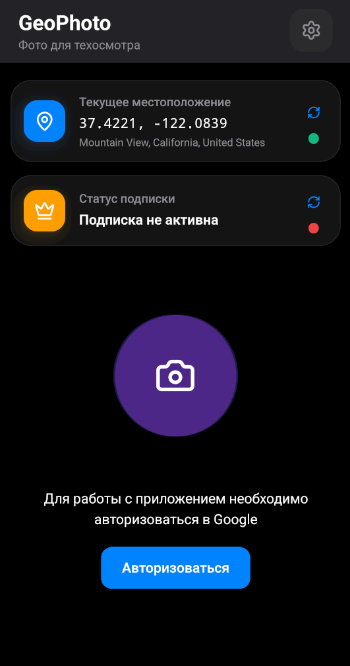 GeoPhoto
Фото для техосмотра
Текущее местоположение
37.4221, -122.0839
Mountain View, California, United States
Статус подписки
Подписка не активна
Для работы с приложением необходимо
авторизоваться в Google
Авторизоваться